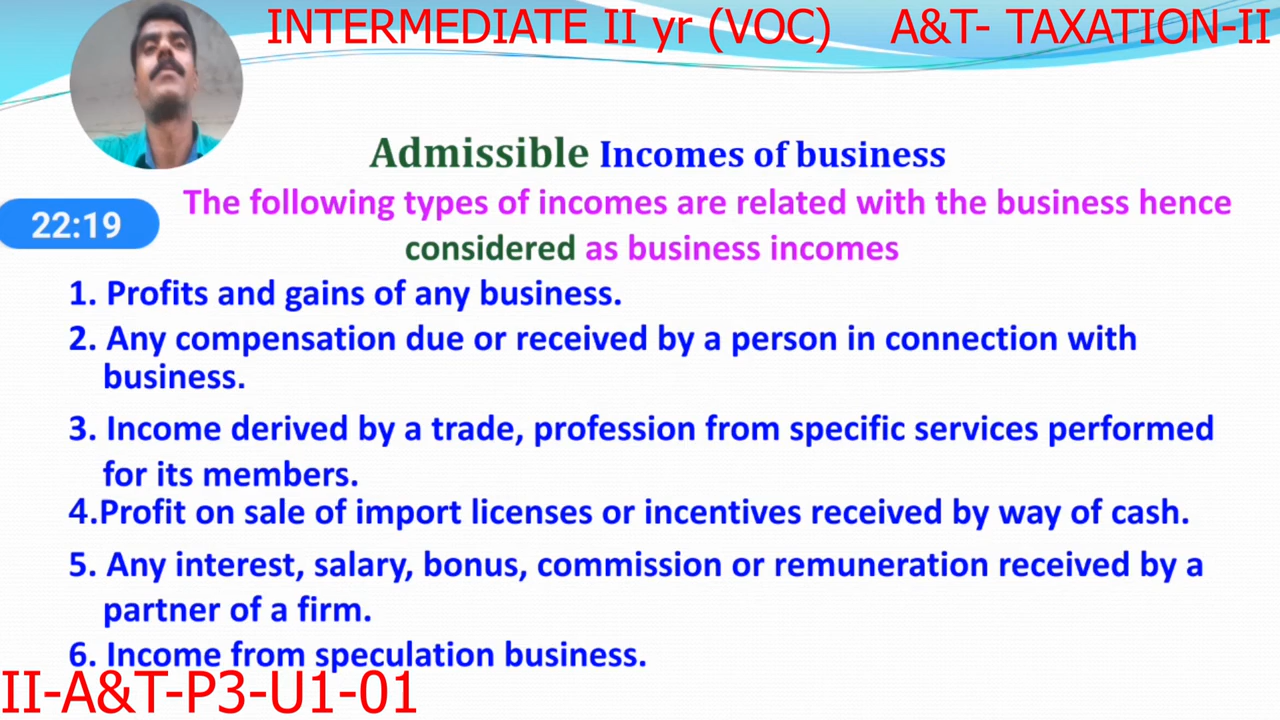 INTERMEDIATE II yr (VOC) A&T- TAXATION-II
Admissible Incomes of business
The following types of incomes are related with the business hence
22:19
considered as business incomes
1. Profits and gains of any business.
2. Any compensation due or received by a person in connection with
business.
3. Income derived by a trade, profession from specific services performed
for its members.
4.Profit on sale of import licenses or incentives received by way of cash.
5. Any interest, salary, bonus, commission or remuneration received by a
partner of a firm.
6. Income from speculation business.
II-A&T-P3-U1-01